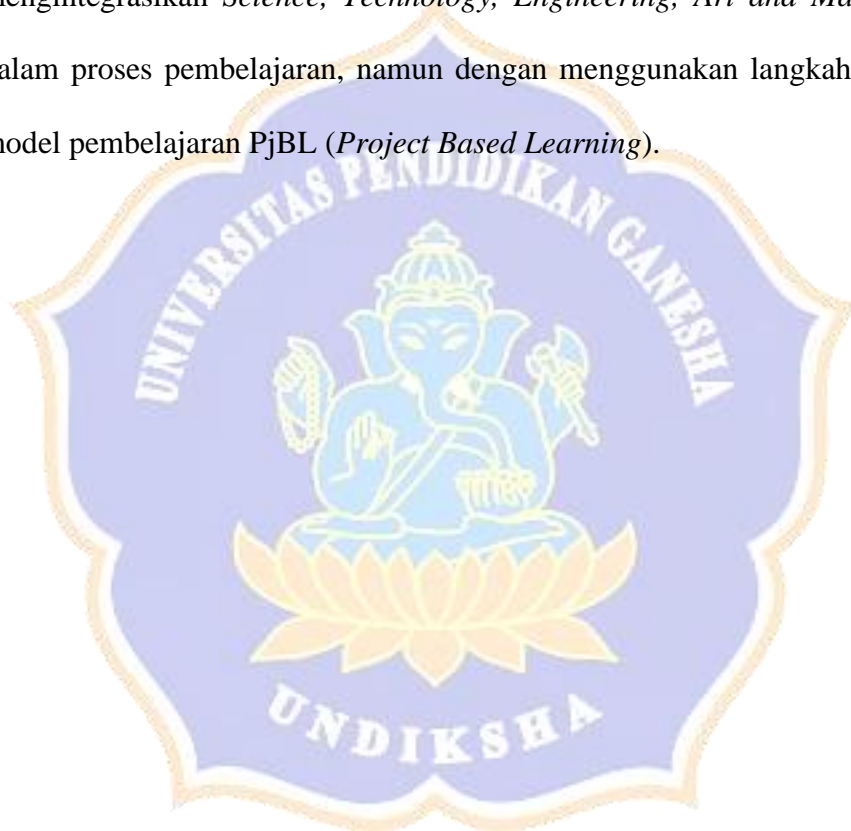 mengintegrasikan Science, Technology, Engineering, Art and
alam proses pembelajaran, namun dengan menggunakan langkah
model pembelajaran PjBL (Project Based Learning).
UNIVERSITAS PENDIDIKAN GANESHA
UNDIKSHA